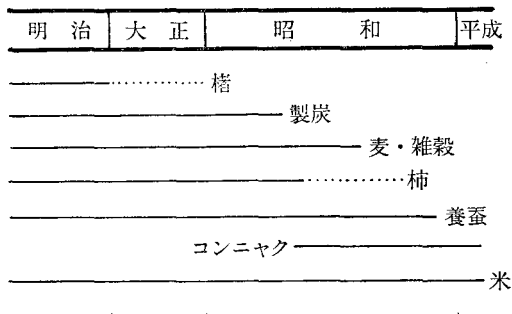 明治 大正 昭和 平成
楮
製炭
麦・雑穀
柿
養蚕
コンニャク
米